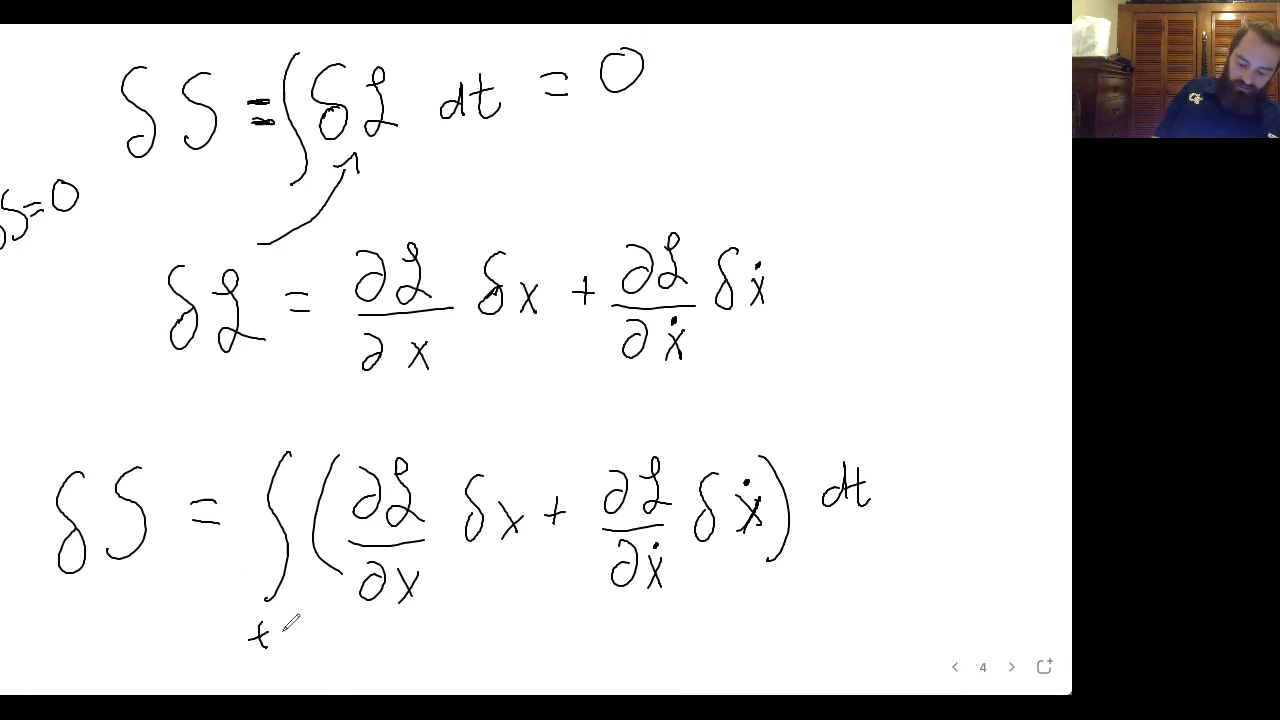 δS = ∫ δℒ dt = 0
δS=0
δℒ = ∂ℒ/∂x δx + ∂ℒ/∂ẋ δẋ
δS = ∫ ( ∂ℒ/∂x δx + ∂ℒ/∂ẋ δẋ ) dt
t
4